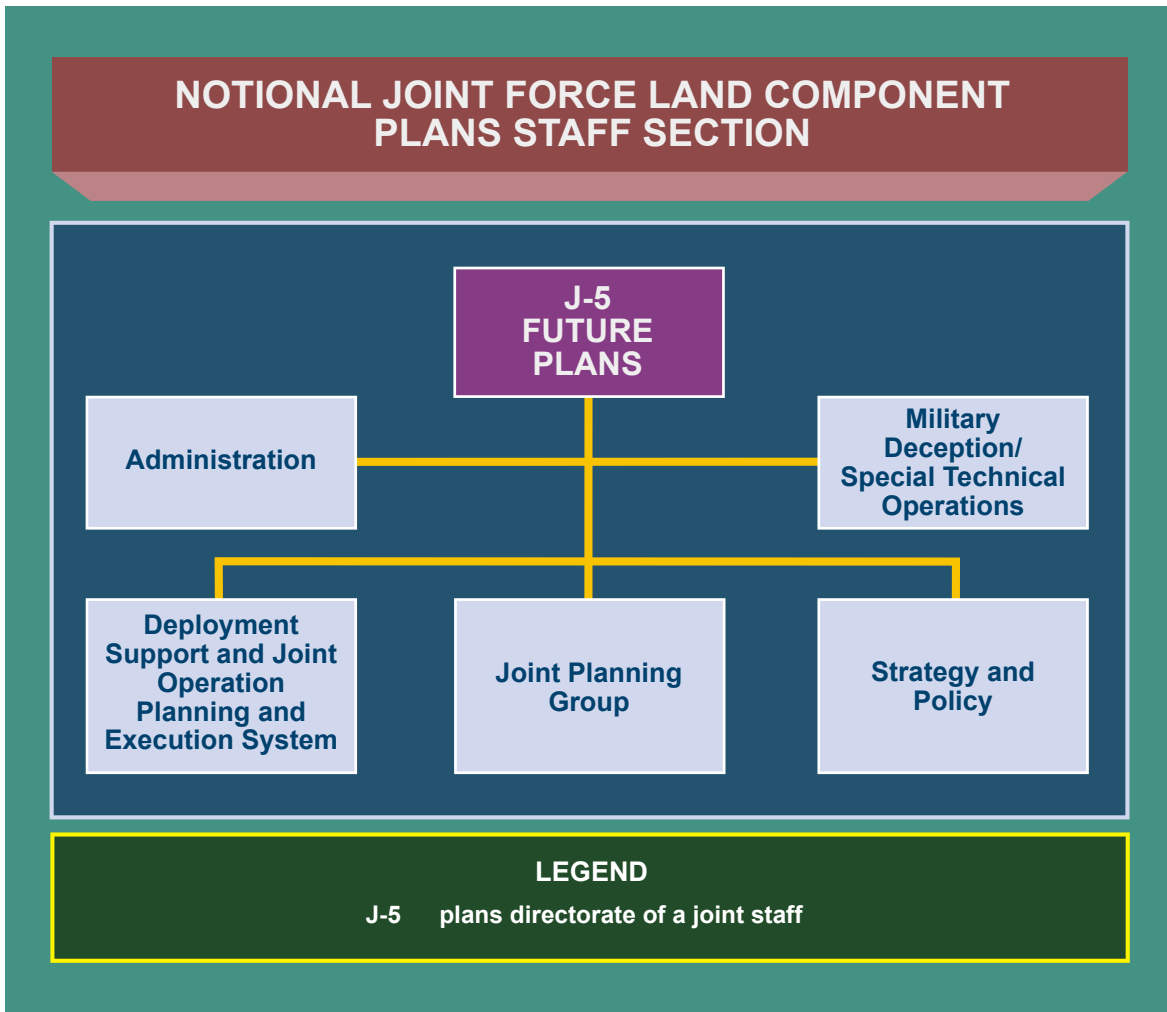 NOTIONAL JOINT FORCE LAND COMPONENT
PLANS STAFF SECTION
J-5
FUTURE
PLANS
Administration
Military
Deception/
Special Technical
Operations
Deployment
Support and Joint
Operation
Planning and
Execution System
Joint Planning
Group
Strategy and
Policy
LEGEND
J-5 plans directorate of a joint staff